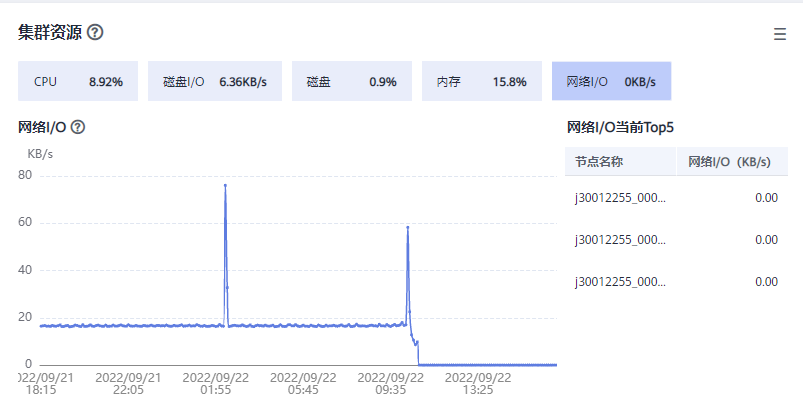 集群资源
CPU 8.92%
磁盘I/O 6.36KB/s
磁盘 0.9%
内存 15.8%
网络I/O 0KB/s
网络I/O
KB/s
80
60
40
20
0
2022/09/21 18:15
2022/09/21 22:05
2022/09/22 01:55
2022/09/22 05:45
2022/09/22 09:35
2022/09/22 13:25
网络I/O当前Top5
节点名称 网络I/O（KB/s）
j30012255_000... 0.00
j30012255_000... 0.00
j30012255_000... 0.00